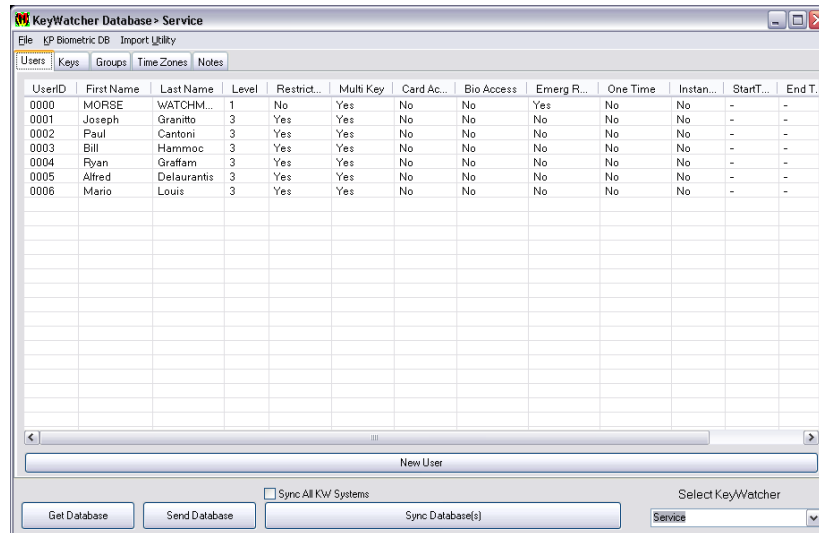 KeyWatcher Database> Service
File KP Biometric DB Import Utility
Users Keys Groups Time Zones Notes
UserID First Name Last Name Level Restrict... Multi Key Card Ac... Bio Access Emerg R... One Time Instan... StartT... End T.
0000 MORSE WATCHM... 1 No Yes No No Yes No No - -
0001 Joseph Granitto 3 Yes Yes No No No No No - -
0002 Paul Cantoni 3 Yes Yes No No No No No - -
0003 Bill Hammoc 3 Yes Yes No No No No No - -
0004 Ryan Graffam 3 Yes Yes No No No No No - -
0005 Alfred Delaurantis 3 Yes Yes No No No No No - -
0006 Mario Louis 3 Yes Yes No No No No No - -
New User
Sync All KW Systems Select KeyWatcher
Get Database Send Database Sync Database(s) Service